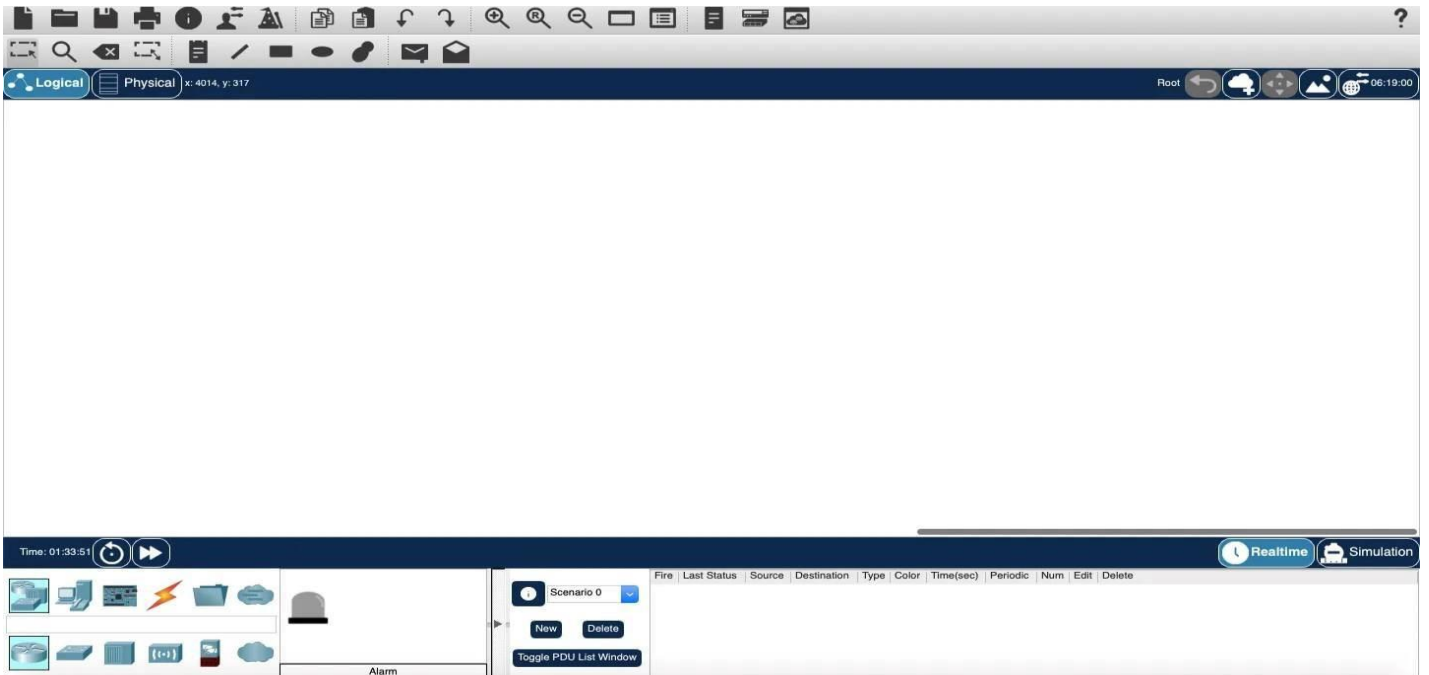 ?
Logical Physical x: 4014, y: 317 Root 06:19:00
Time: 01:33:51 Realtime Simulation
Fire Last Status Source Destination Type Color Time(sec) Periodic Num Edit Delete
Scenario 0
New Delete
Toggle PDU List Window
Alarm